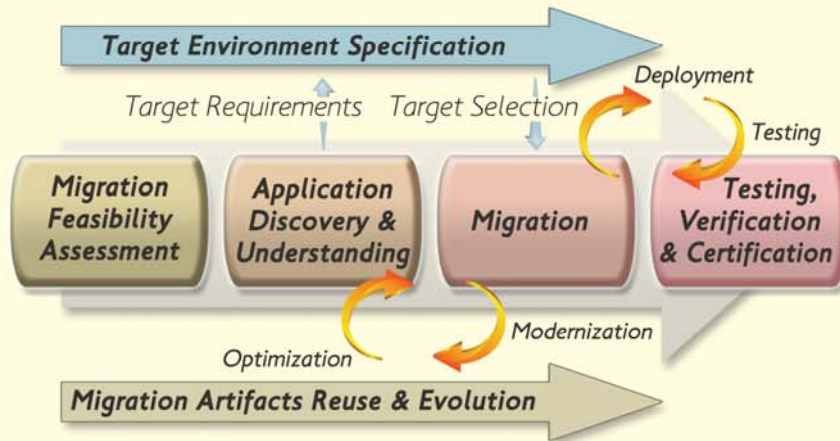 Target Environment Specification
Deployment
Target Requirements
Target Selection
Testing
Migration
Feasibility
Assessment
Application
Discovery &
Understanding
Migration
Testing,
Verification
& Certification
Modernization
Optimization
Migration Artifacts Reuse & Evolution